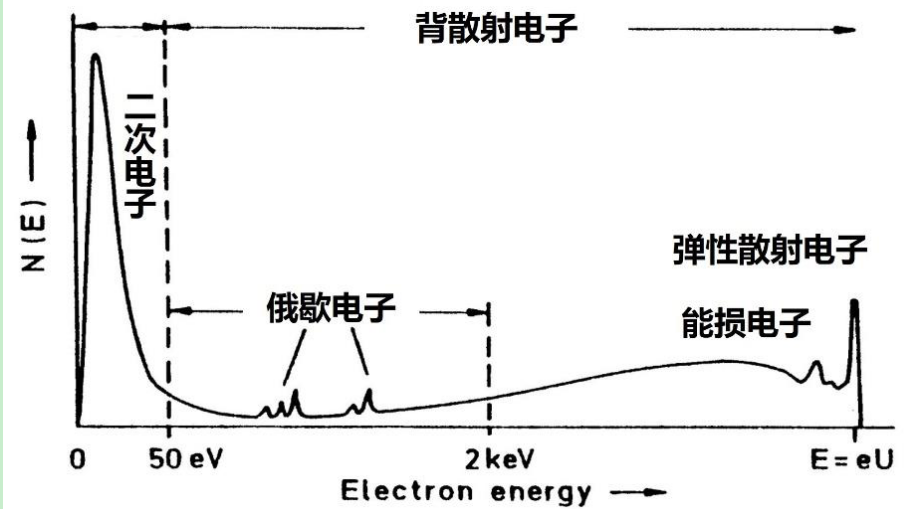 背散射电子
二次电子
N(E)
弹性散射电子
俄歇电子
能损电子
0
50 eV
2 keV
E = eU
Electron energy